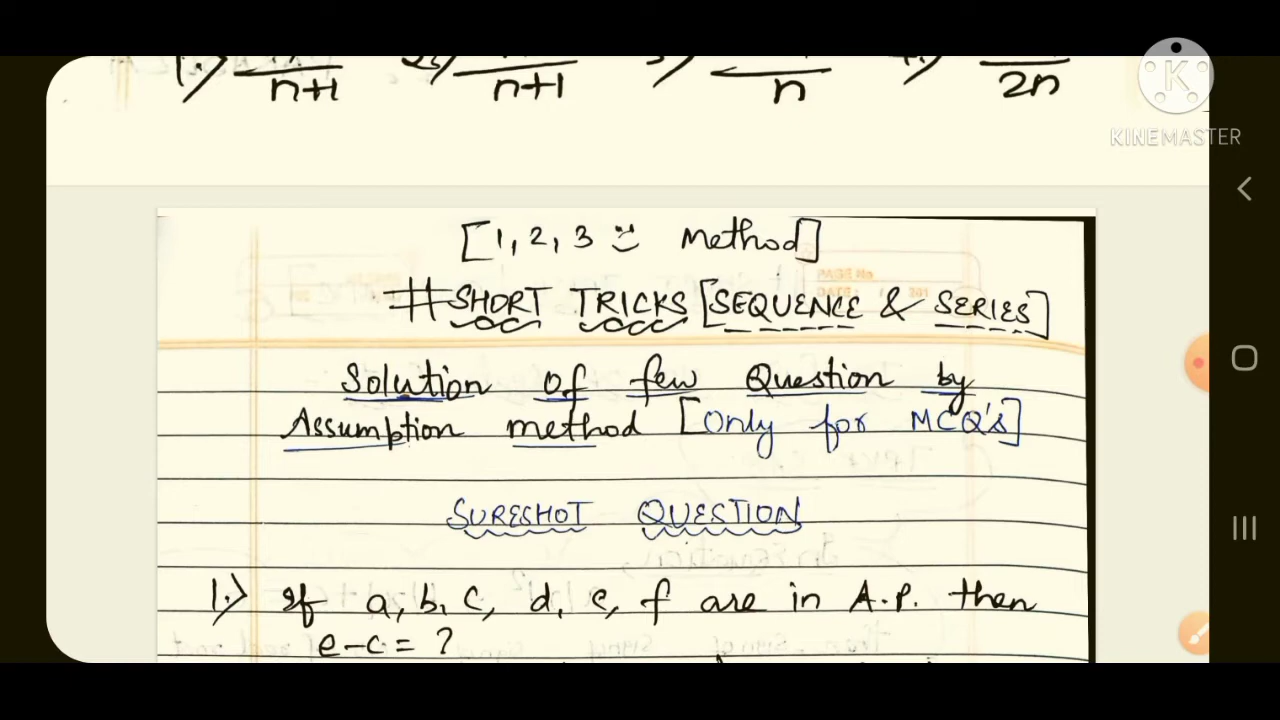 1.) n+1 n+1 n 2n
KINEMASTER
[1, 2, 3 Method]
#SHORT TRICKS [SEQUENCE & SERIES]
Solution of few Question by
Assumption method [Only for MCQ's]
SURESHOT QUESTION
1.) If a, b, c, d, e, f are in A.P. then
e-c = ?